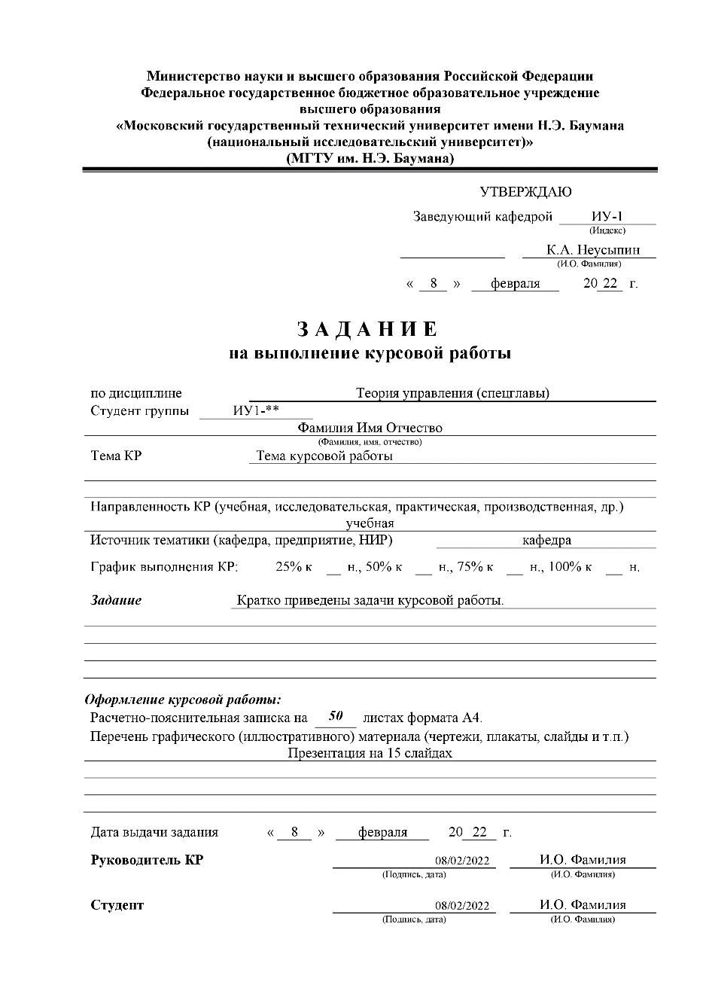 Министерство науки и высшего образования Российской Федерации
Федеральное государственное бюджетное образовательное учреждение
высшего образования
«Московский государственный технический университет имени Н.Э. Баумана
(национальный исследовательский университет)»
(МГТУ им. Н.Э. Баумана)
УТВЕРЖДАЮ
Заведующий кафедрой ИУ-1
(Индекс)
К.А. Неусыпин
(И.О. Фамилия)
« 8 » февраля 20 22 г.
З А Д А Н И Е
на выполнение курсовой работы
по дисциплине Теория управления (спецглавы)
Студент группы ИУ1-**
Фамилия Имя Отчество
(Фамилия, имя, отчество)
Тема КР Тема курсовой работы
Направленность КР (учебная, исследовательская, практическая, производственная, др.)
учебная
Источник тематики (кафедра, предприятие, НИР) кафедра
График выполнения КР: 25% к __ н., 50% к __ н., 75% к __ н., 100% к __ н.
Задание Кратко приведены задачи курсовой работы.
Оформление курсовой работы:
Расчетно-пояснительная записка на 50 листах формата А4.
Перечень графического (иллюстративного) материала (чертежи, плакаты, слайды и т.п.)
Презентация на 15 слайдах
Дата выдачи задания « 8 » февраля 20 22 г.
Руководитель КР 08/02/2022 И.О. Фамилия
(Подпись, дата) (И.О. Фамилия)
Студент 08/02/2022 И.О. Фамилия
(Подпись, дата) (И.О. Фамилия)